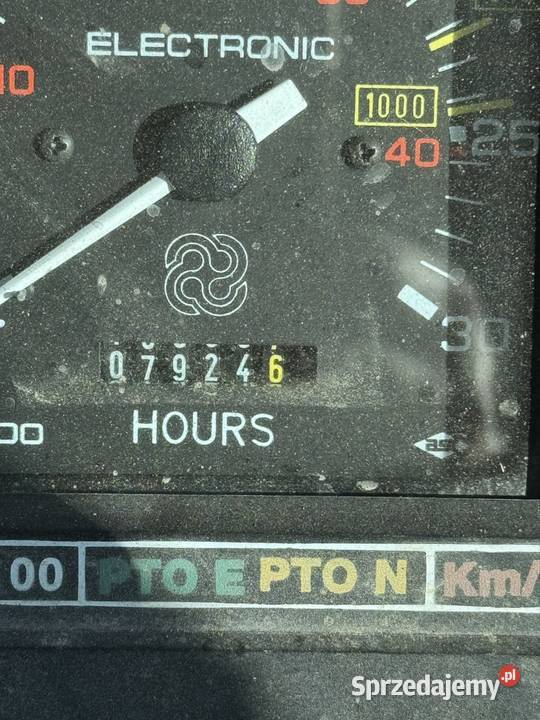 ELECTRONIC
10
1000
40
25
30
079246
00
HOURS
00 PTO E PTO N Km/
Sprzedajemy.pl